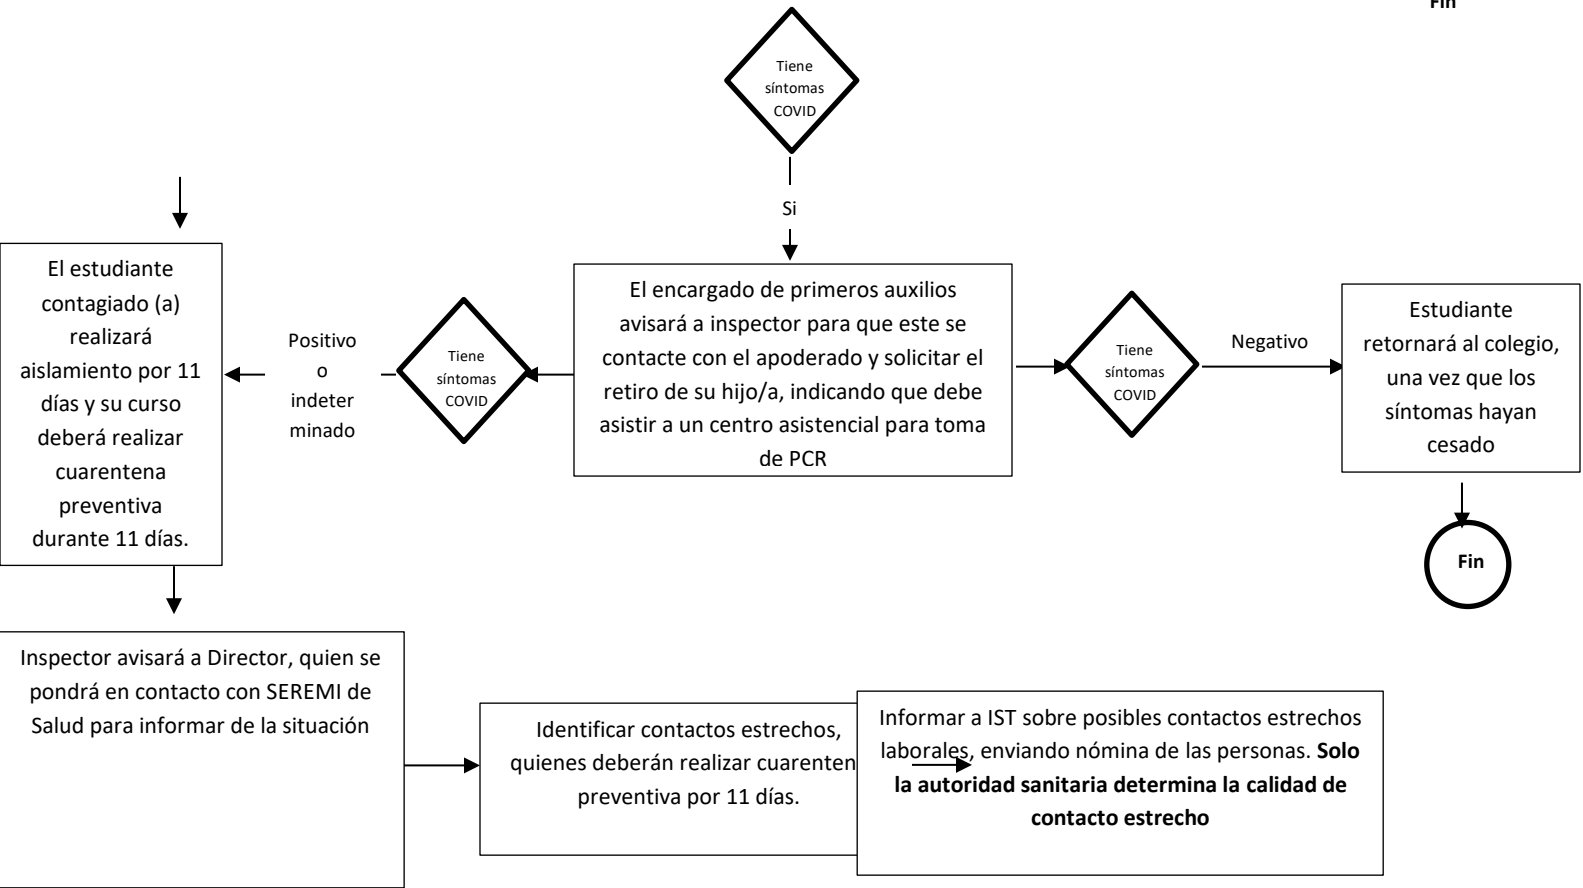 Fin
Tiene
síntomas
COVID
Si
El estudiante
contagiado (a)
realizará
aislamiento por 11
días y su curso
deberá realizar
cuarentena
preventiva
durante 11 días.
Positivo
o
indeter
minado
Tiene
síntomas
COVID
El encargado de primeros auxilios
avisará a inspector para que este se
contacte con el apoderado y solicitar el
retiro de su hijo/a, indicando que debe
asistir a un centro asistencial para toma
de PCR
Tiene
síntomas
COVID
Negativo
Estudiante
retornará al colegio,
una vez que los
síntomas hayan
cesado
Fin
Inspector avisará a Director, quien se
pondrá en contacto con SEREMI de
Salud para informar de la situación
Identificar contactos estrechos,
quienes deberán realizar cuarenten
preventiva por 11 días.
Informar a IST sobre posibles contactos estrechos
laborales, enviando nómina de las personas. Solo
la autoridad sanitaria determina la calidad de
contacto estrecho